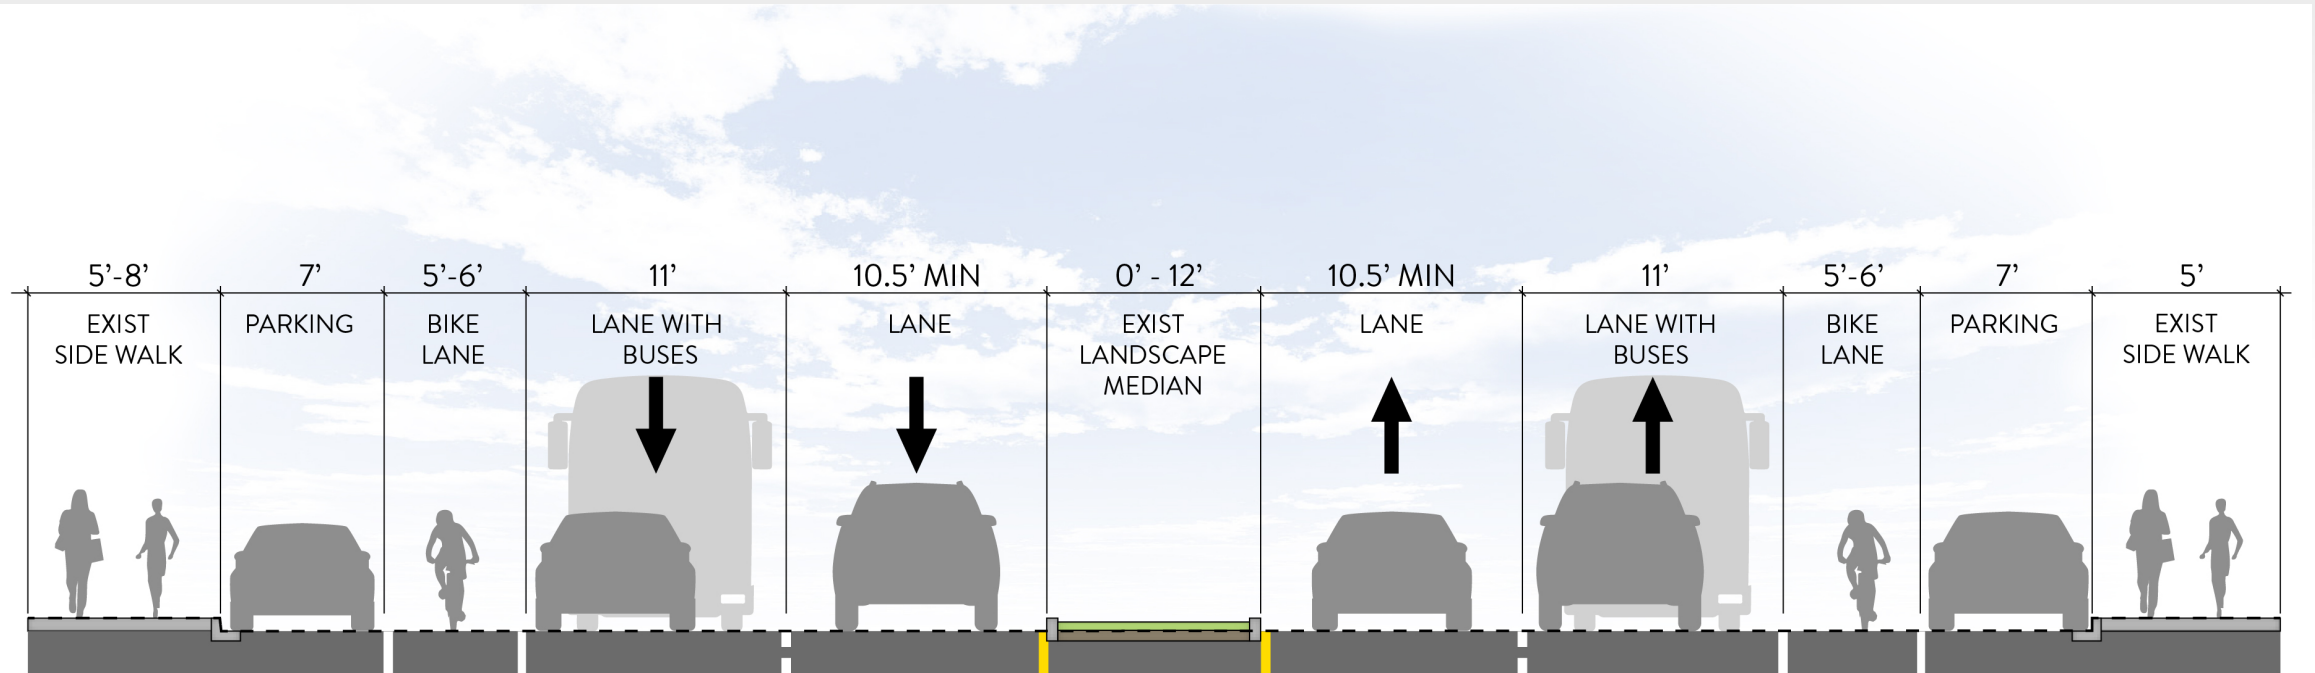 5’-8’ 7’ 5’-6’ 11’ 10.5’ MIN 0’ - 12’ 10.5’ MIN 11’ 5’-6’ 7’ 5’
EXIST
SIDE WALK
PARKING
BIKE
LANE
LANE WITH
BUSES
LANE
EXIST
LANDSCAPE
MEDIAN
LANE
LANE WITH
BUSES
BIKE
LANE
PARKING
EXIST
SIDE WALK